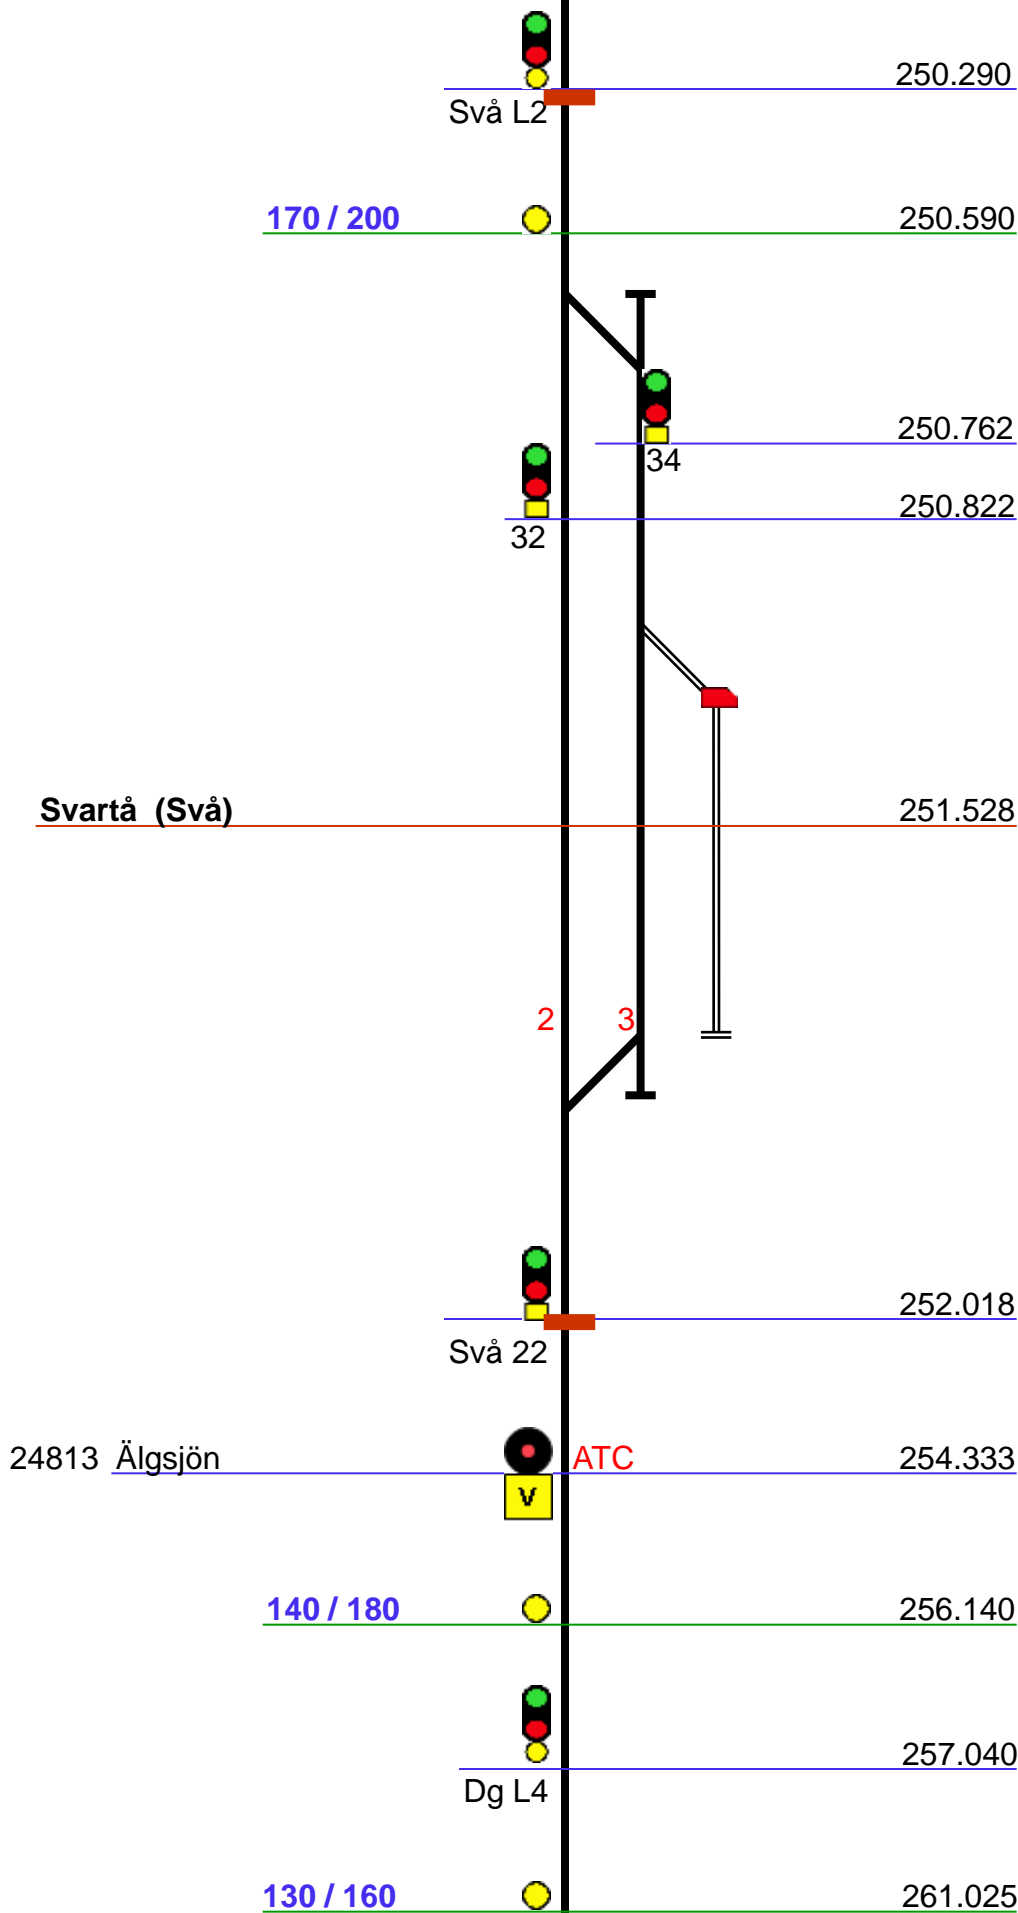 250.290
Svå L2
170 / 200 250.590
250.762
34
250.822
32
Svartå (Svå) 251.528
2 3
252.018
Svå 22
24813 Älgsjön ATC 254.333
V
140 / 180 256.140
257.040
Dg L4
130 / 160 261.025